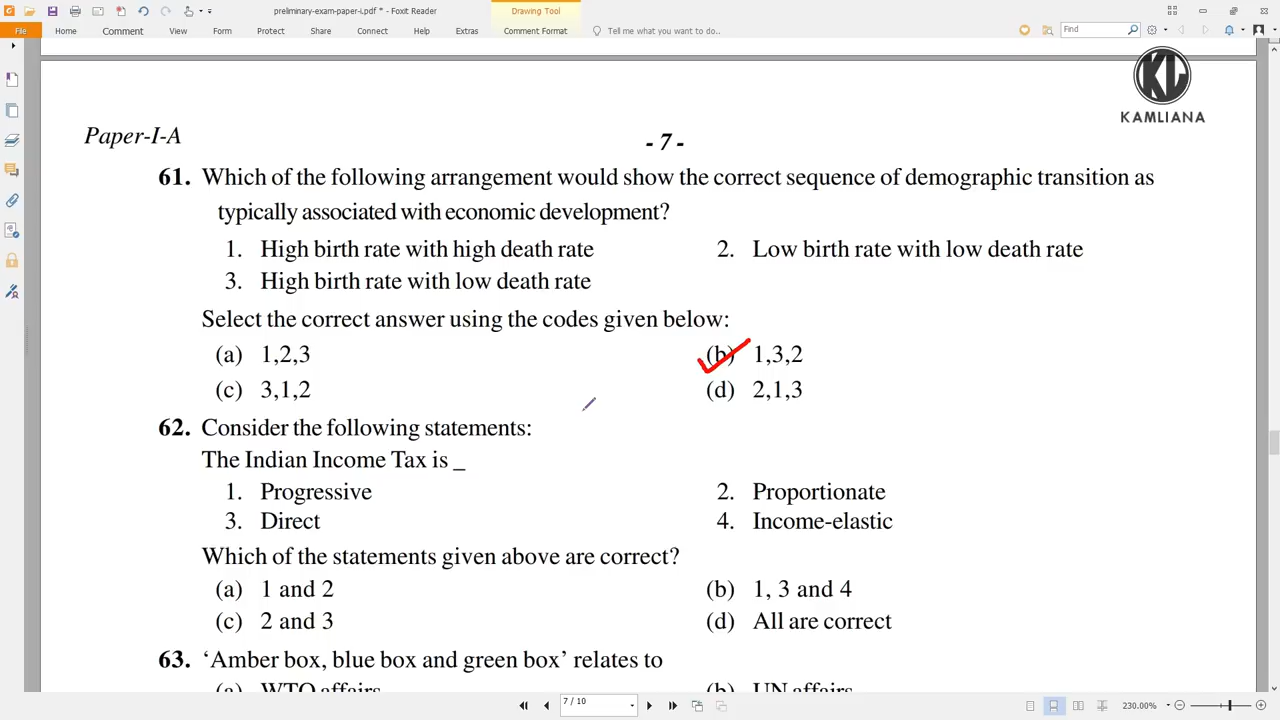 preliminary-exam-paper-i.pdf * - Foxit Reader
Drawing Tool
File Home Comment View Form Protect Share Connect Help Extras Comment Format Tell me what you want to do.. Find
KL
KAMLIANA
Paper-I-A
- 7 -
61. Which of the following arrangement would show the correct sequence of demographic transition as
typically associated with economic development?
1. High birth rate with high death rate 2. Low birth rate with low death rate
3. High birth rate with low death rate
Select the correct answer using the codes given below:
(a) 1,2,3 (b) 1,3,2
(c) 3,1,2 (d) 2,1,3
62. Consider the following statements:
The Indian Income Tax is _
1. Progressive 2. Proportionate
3. Direct 4. Income-elastic
Which of the statements given above are correct?
(a) 1 and 2 (b) 1, 3 and 4
(c) 2 and 3 (d) All are correct
63. ‘Amber box, blue box and green box’ relates to
(a) WTO affairs (b) UN affairs
7 / 10 230.00%